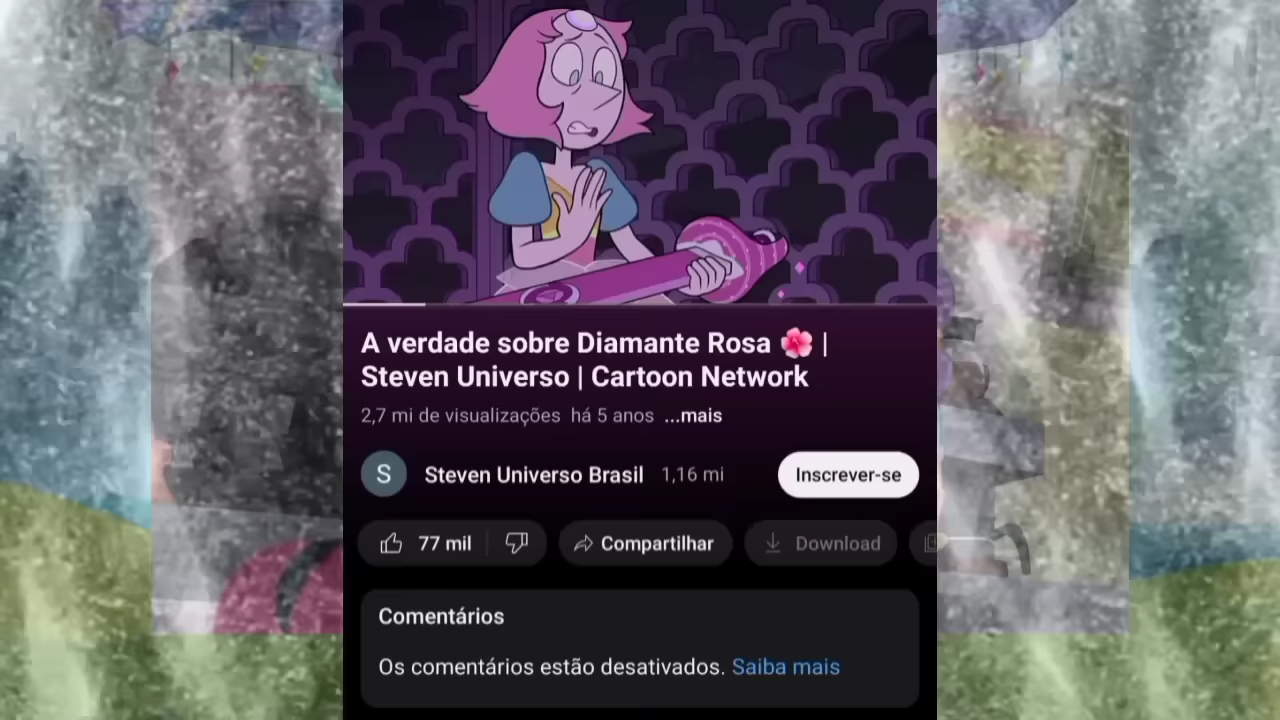 A verdade sobre Diamante Rosa 🌺 |
Steven Universo | Cartoon Network
2,7 mi de visualizações há 5 anos ...mais
S Steven Universo Brasil 1,16 mi Inscrever-se
77 mil Compartilhar Download
Comentários
Os comentários estão desativados. Saiba mais